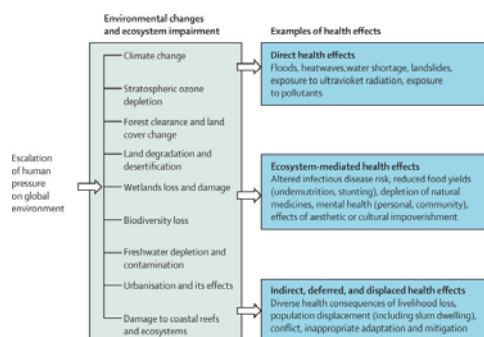 Environmental changes
and ecosystem impairment
Examples of health effects
Escalation
of human
pressure
on global
environment
Climate change
Stratospheric ozone
depletion
Forest clearance and land
cover change
Land degradation and
desertification
Wetlands loss and damage
Biodiversity loss
Freshwater depletion and
contamination
Urbanisation and its effects
Damage to coastal reefs
and ecosystems
Direct health effects
Floods, heatwaves, water shortage, landslides,
exposure to ultraviolet radiation, exposure
to pollutants
Ecosystem-mediated health effects
Altered infectious disease risk, reduced food yields
(undernutrition, stunting), depletion of natural
medicines, mental health (personal, community),
effects of aesthetic or cultural impoverishment
Indirect, deferred, and displaced health effects
Diverse health consequences of livelihood loss,
population displacement (including slum dwelling),
conflict, inappropriate adaptation and mitigation